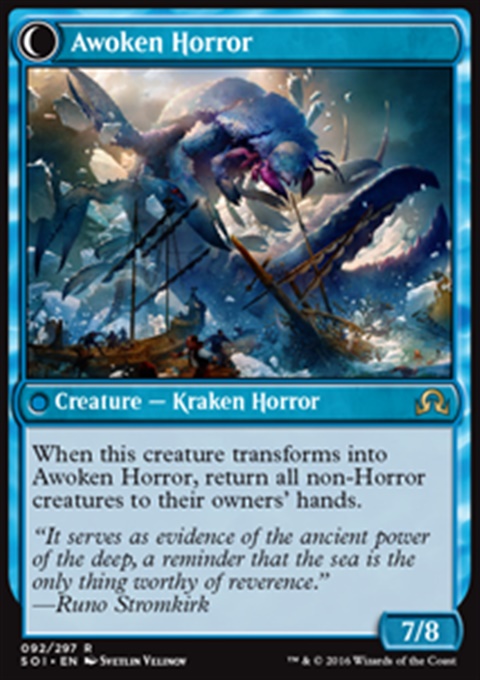 Awoken Horror
Creature — Kraken Horror
When this creature transforms into
Awoken Horror, return all non-Horror
creatures to their owners’ hands.
“It serves as evidence of the ancient power
of the deep, a reminder that the sea is the
only thing worthy of reverence.”
—Runo Stromkirk
7/8
092/297 R
SOI • EN Svetlin Velinov
™ & © 2016 Wizards of the Coast